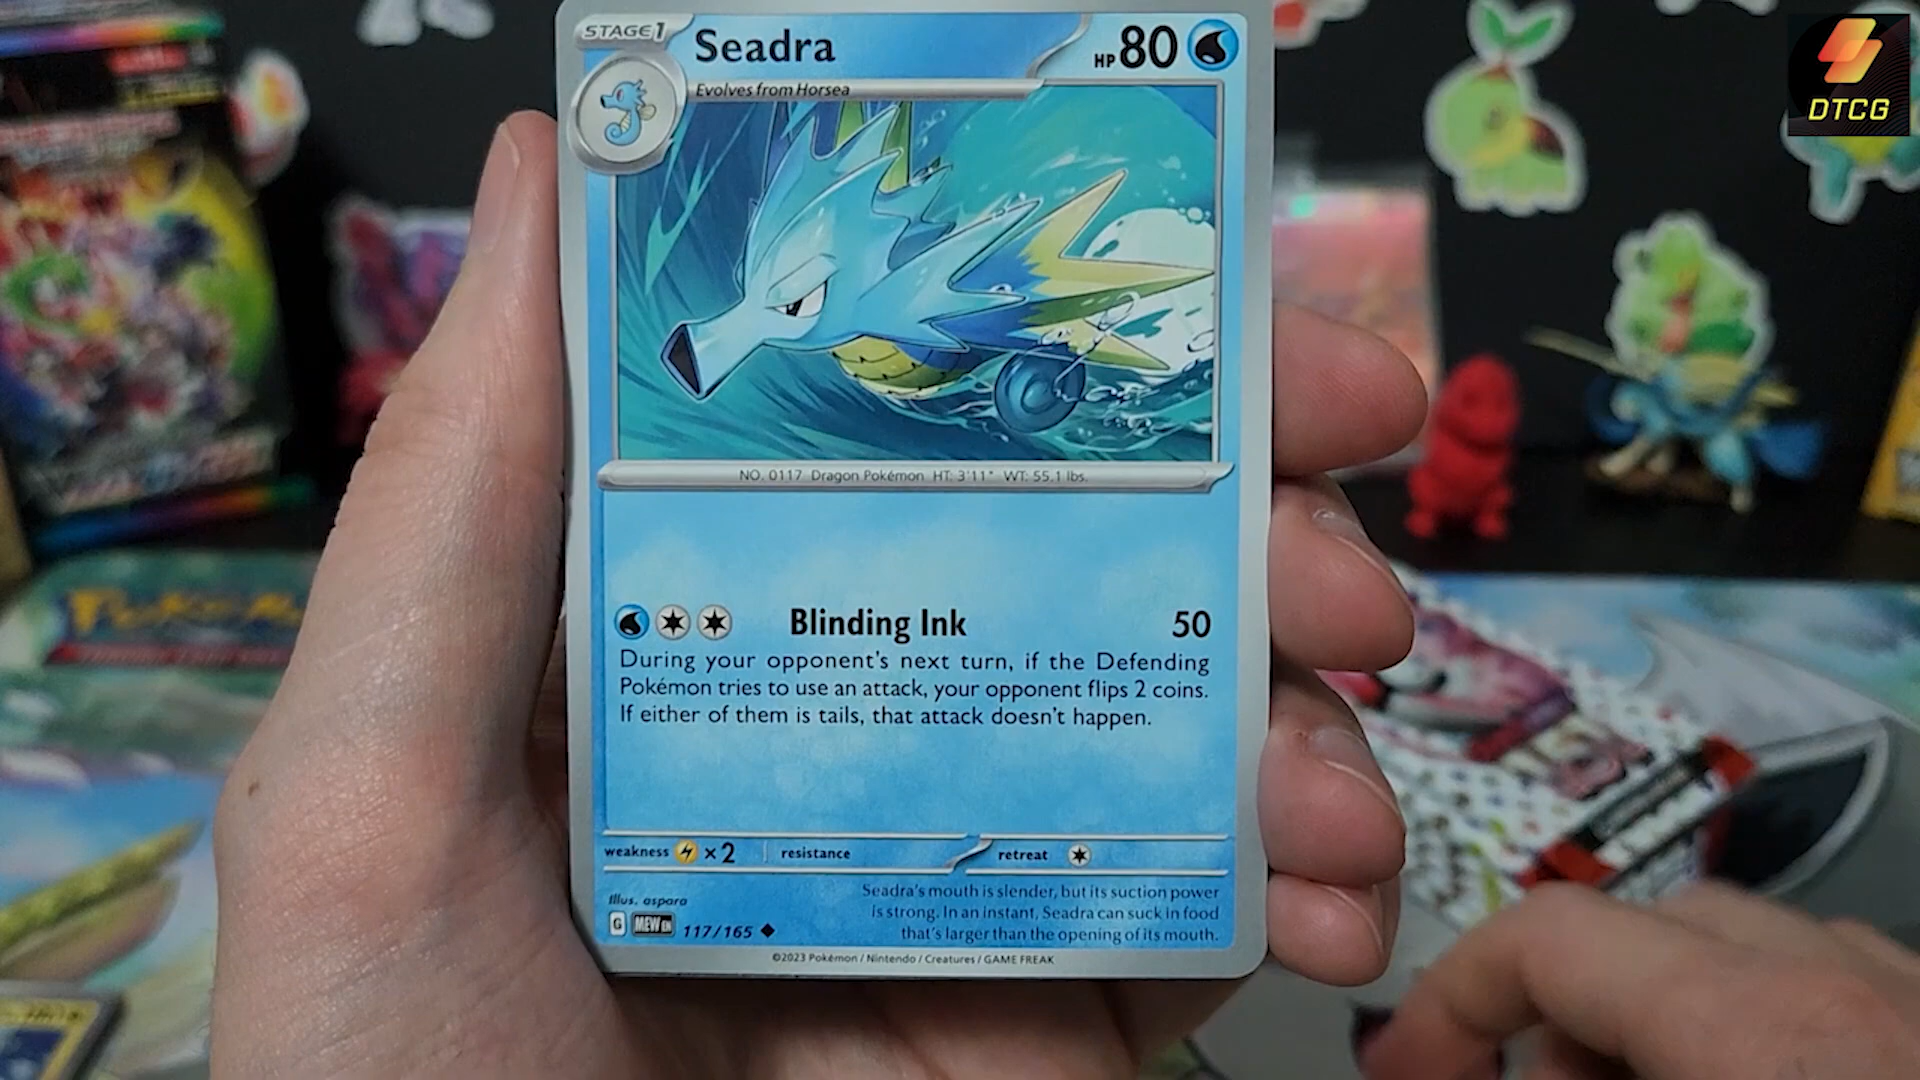 STAGE1
Seadra
HP 80
Evolves from Horsea
DTCG
NO. 0117 Dragon Pokémon HT: 3'11" WT: 55.1 lbs.
Blinding Ink 50
During your opponent's next turn, if the Defending
Pokémon tries to use an attack, your opponent flips 2 coins.
If either of them is tails, that attack doesn't happen.
weakness ×2 resistance retreat
Illus. aspara
G MEW EN 117/165
Seadra's mouth is slender, but its suction power
is strong. In an instant, Seadra can suck in food
that's larger than the opening of its mouth.
©2023 Pokémon / Nintendo / Creatures / GAME FREAK
POKéMON